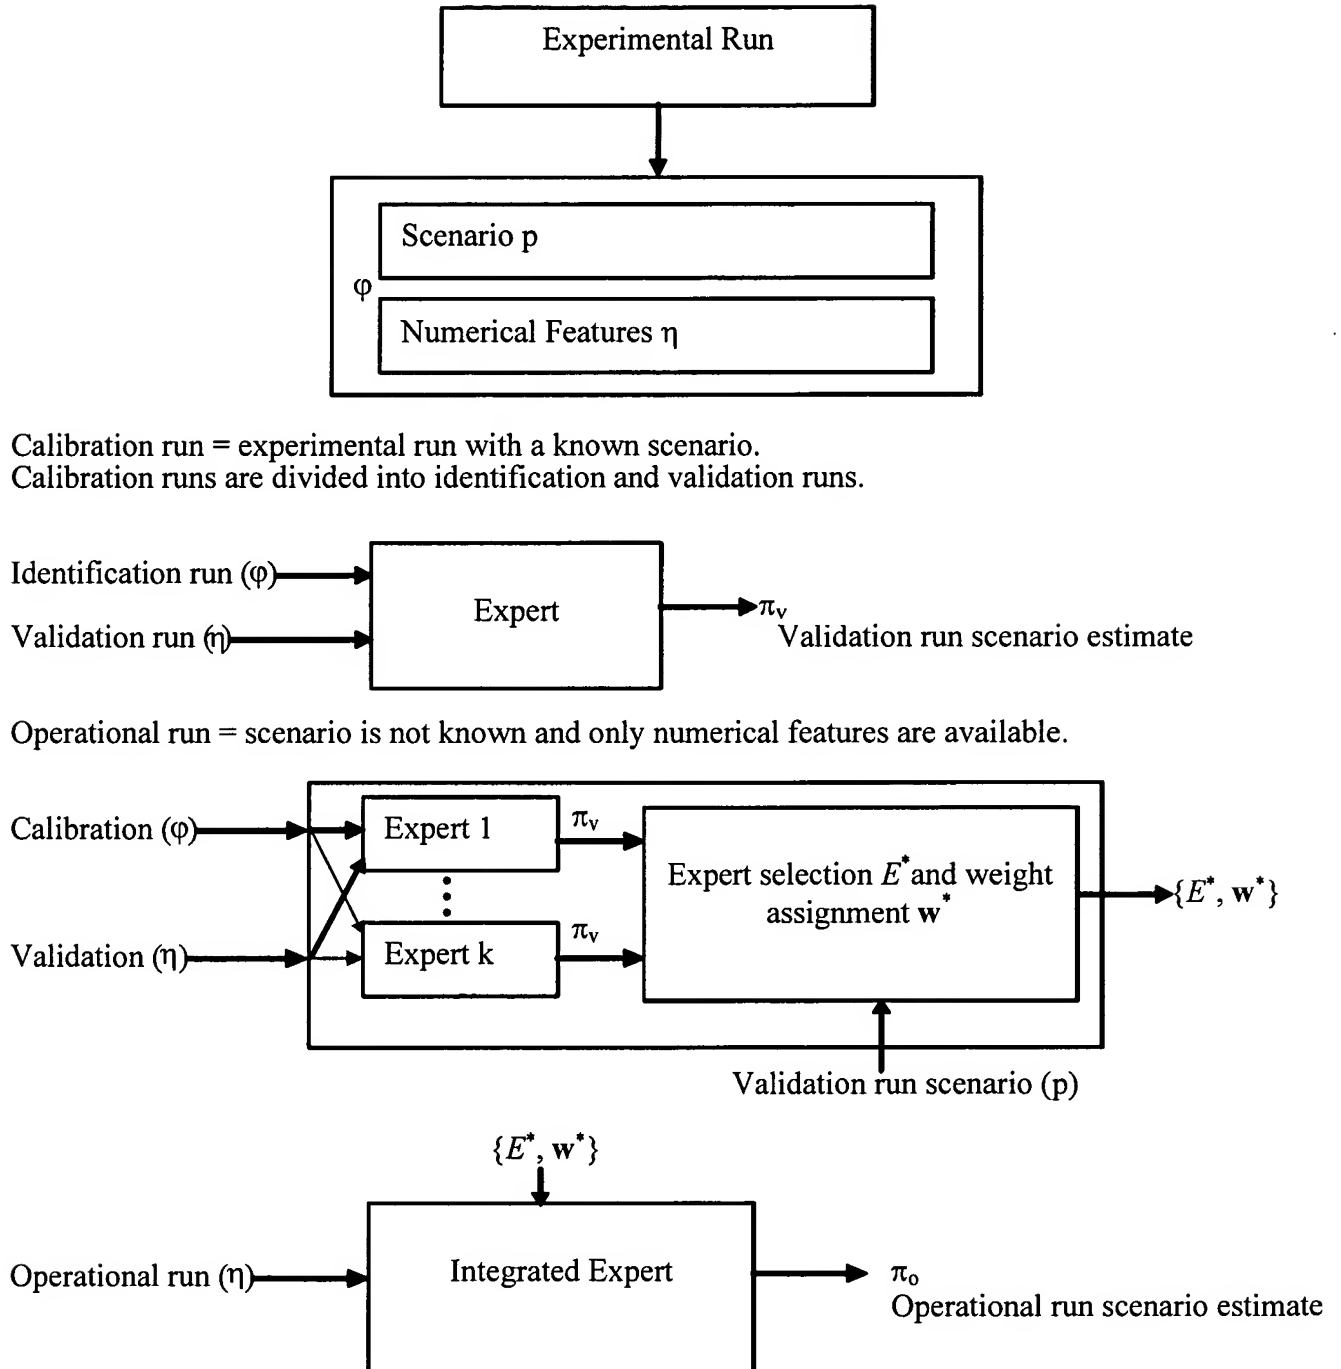 Experimental Run
Scenario p
φ
Numerical Features η
Calibration run = experimental run with a known scenario.
Calibration runs are divided into identification and validation runs.
Identification run (φ)
Expert
πv
Validation run (η)
Validation run scenario estimate
Operational run = scenario is not known and only numerical features are available.
Calibration (φ)
Expert 1
πv
Expert selection E* and weight
assignment w*
{E*, w*}
Validation (η)
Expert k
πv
Validation run scenario (p)
{E*, w*}
Operational run (η)
Integrated Expert
πo
Operational run scenario estimate